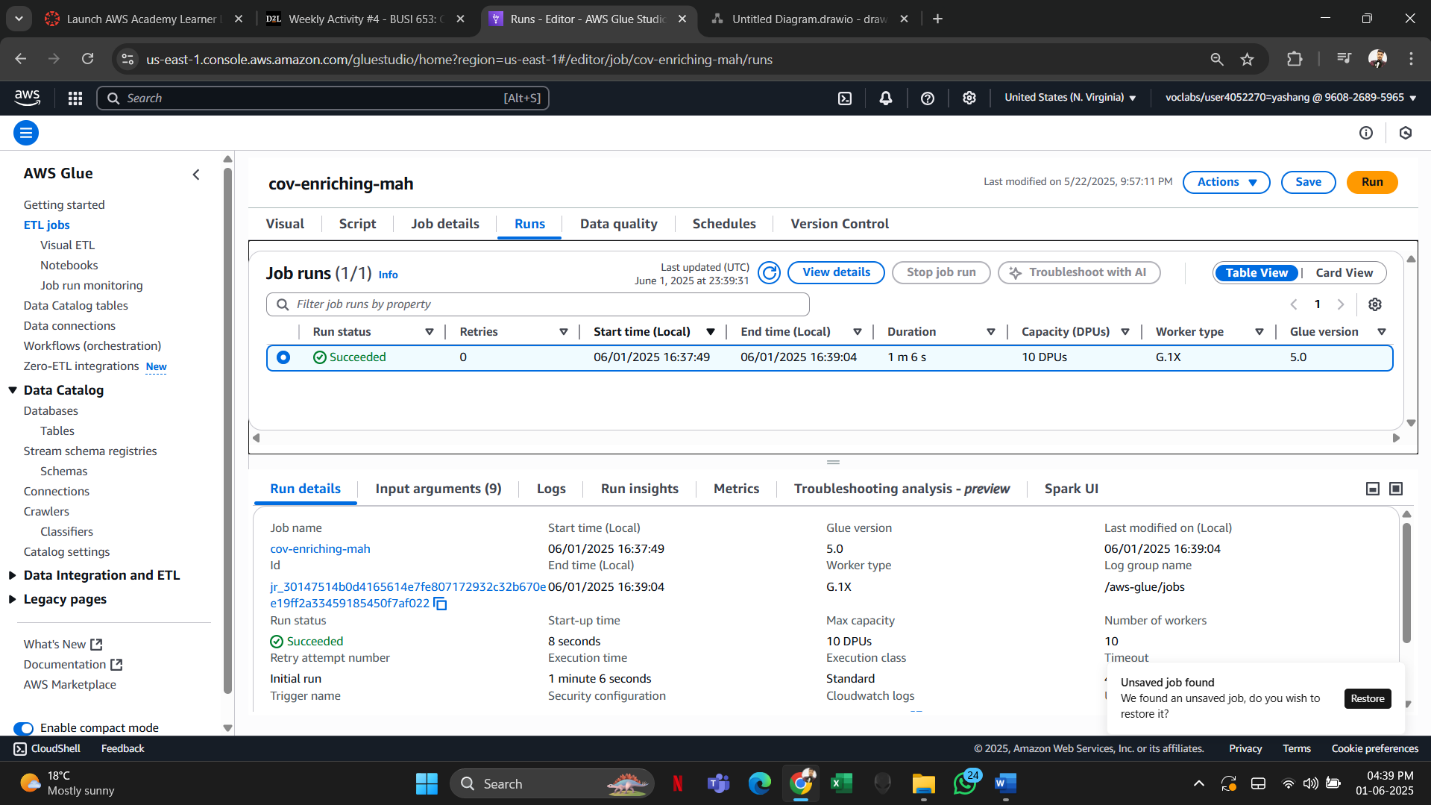 Launch AWS Academy Learner
Weekly Activity #4 - BUSI 653:
Runs - Editor - AWS Glue Studio
Untitled Diagram.drawio - draw
us-east-1.console.aws.amazon.com/gluestudio/home?region=us-east-1#/editor/job/cov-enriching-mah/runs
aws
Search
[Alt+S]
United States (N. Virginia)
voclabs/user4052270=yashang @ 9608-2689-5965
AWS Glue
Getting started
ETL jobs
Visual ETL
Notebooks
Job run monitoring
Data Catalog tables
Data connections
Workflows (orchestration)
Zero-ETL integrations New
Data Catalog
Databases
Tables
Stream schema registries
Schemas
Connections
Crawlers
Classifiers
Catalog settings
Data Integration and ETL
Legacy pages
What's New
Documentation
AWS Marketplace
Enable compact mode
cov-enriching-mah
Last modified on 5/22/2025, 9:57:11 PM
Actions
Save
Run
Visual
Script
Job details
Runs
Data quality
Schedules
Version Control
Job runs (1/1) Info
Last updated (UTC)
June 1, 2025 at 23:39:31
View details
Stop job run
Troubleshoot with AI
Table View
Card View
Filter job runs by property
1
Run status Retries Start time (Local) End time (Local) Duration Capacity (DPUs) Worker type Glue version
Succeeded 0 06/01/2025 16:37:49 06/01/2025 16:39:04 1 m 6 s 10 DPUs G.1X 5.0
Run details
Input arguments (9)
Logs
Run insights
Metrics
Troubleshooting analysis - preview
Spark UI
Job name
cov-enriching-mah
Id
jr_30147514b0d4165614e7fe807172932c32b670e
e19ff2a33459185450f7af022
Run status
Succeeded
Retry attempt number
Initial run
Trigger name
Start time (Local)
06/01/2025 16:37:49
End time (Local)
06/01/2025 16:39:04
Start-up time
8 seconds
Execution time
1 minute 6 seconds
Security configuration
Glue version
5.0
Worker type
G.1X
Max capacity
10 DPUs
Execution class
Standard
Cloudwatch logs
Last modified on (Local)
06/01/2025 16:39:04
Log group name
/aws-glue/jobs
Number of workers
10
Timeout
Unsaved job found
We found an unsaved job, do you wish to
restore it?
Restore
CloudShell
Feedback
© 2025, Amazon Web Services, Inc. or its affiliates.
Privacy
Terms
Cookie preferences
18°C
Mostly sunny
Search
24
04:39 PM
01-06-2025